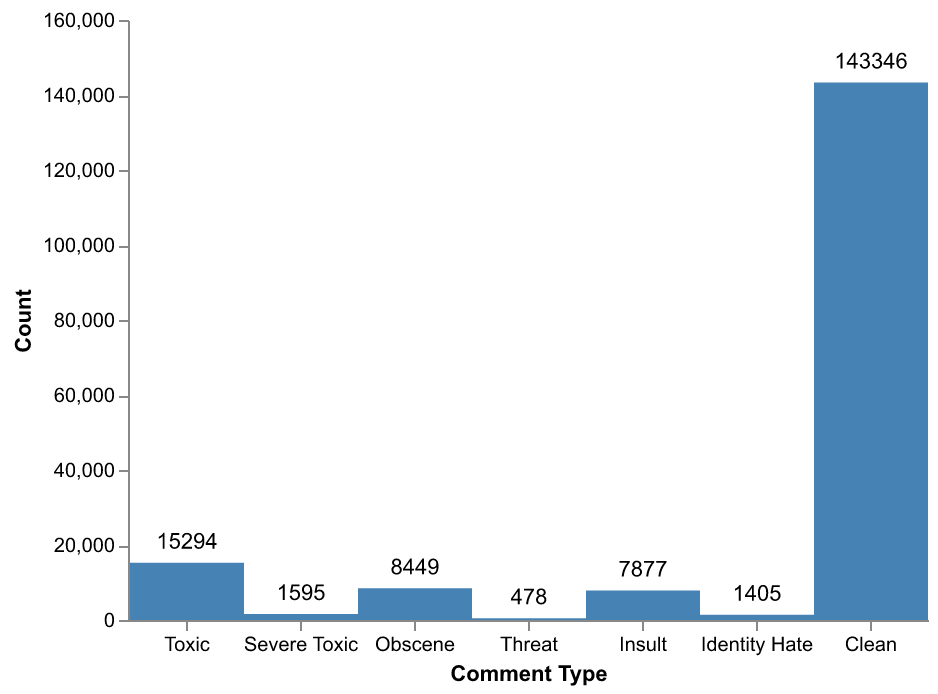 160,000
140,000
120,000
100,000
80,000
60,000
40,000
20,000
0
Count
15294
1595
8449
478
7877
1405
143346
Toxic
Severe Toxic
Obscene
Threat
Insult
Identity Hate
Clean
Comment Type